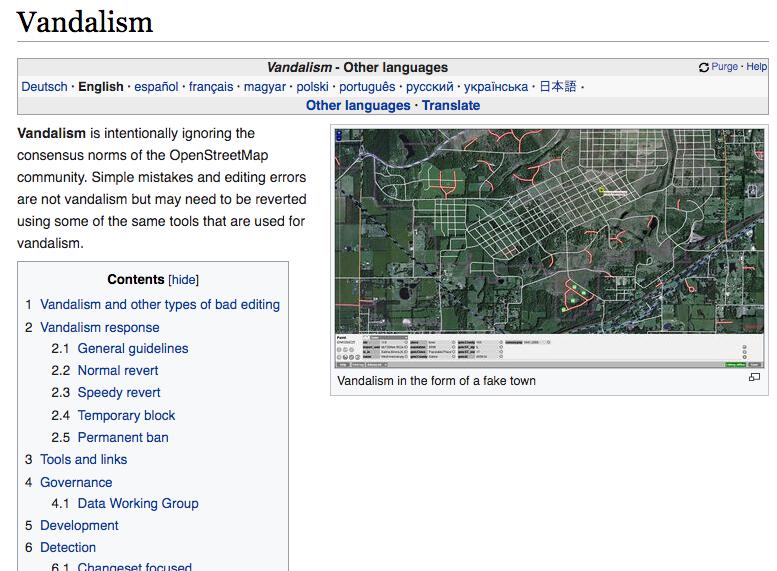 Vandalism
Vandalism - Other languages
Purge · Help
Deutsch · English · español · français · magyar · polski · português · русский · українська · 日本語 ·
Other languages · Translate
Vandalism is intentionally ignoring the
consensus norms of the OpenStreetMap
community. Simple mistakes and editing errors
are not vandalism but may need to be reverted
using some of the same tools that are used for
vandalism.
Vandalism in the form of a fake town
Contents [hide]
1 Vandalism and other types of bad editing
2 Vandalism response
2.1 General guidelines
2.2 Normal revert
2.3 Speedy revert
2.4 Temporary block
2.5 Permanent ban
3 Tools and links
4 Governance
4.1 Data Working Group
5 Development
6 Detection
6.1 Changeset focused